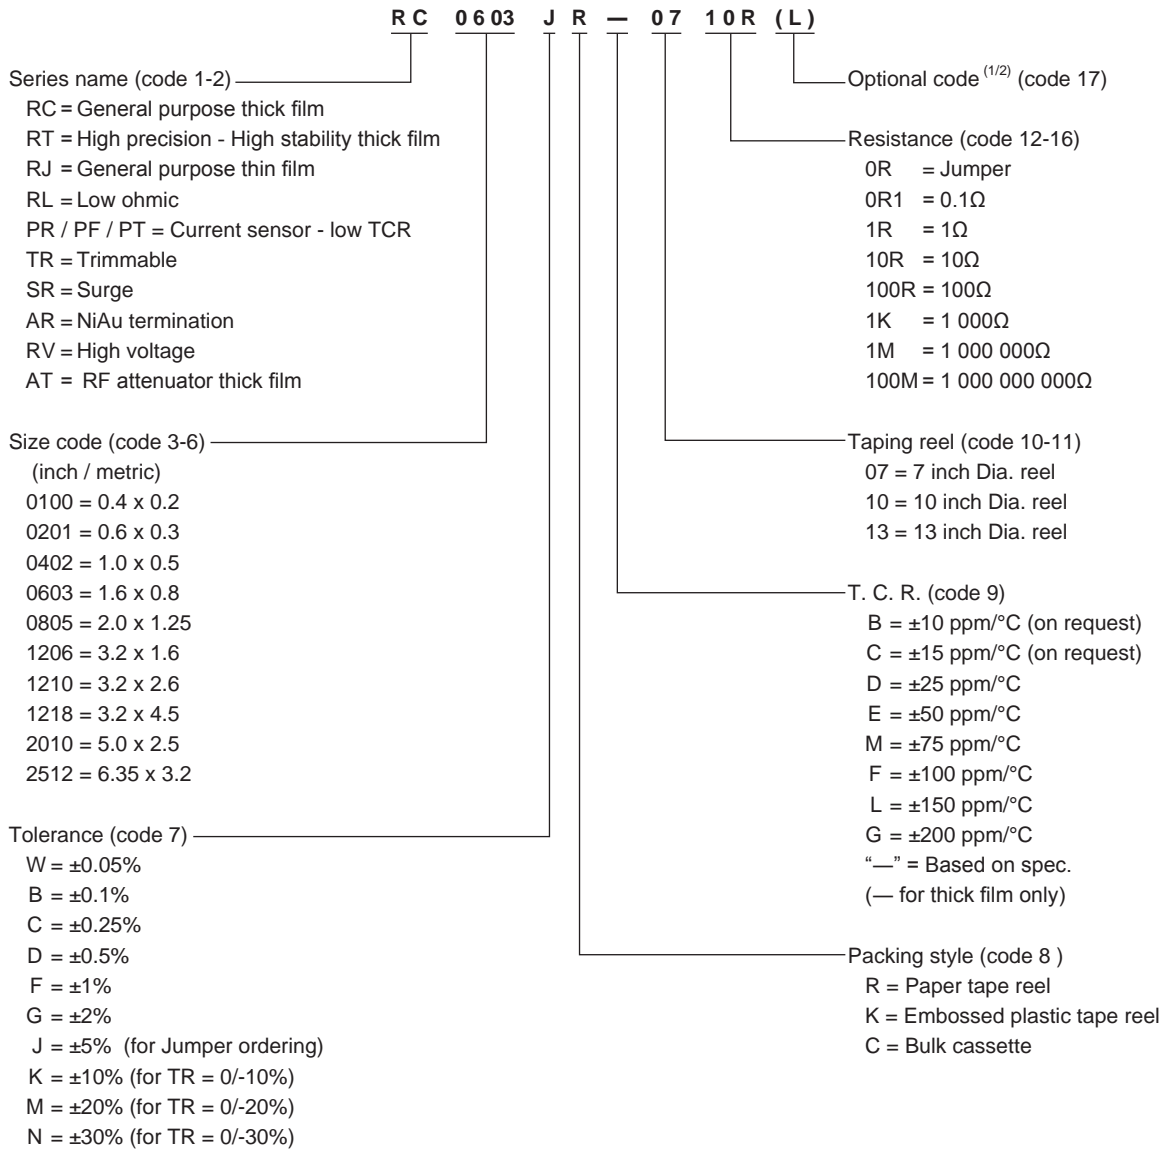 RC 0603 J R — 07 10R (L)
Series name (code 1-2)
RC = General purpose thick film
RT = High precision - High stability thick film
RJ = General purpose thin film
RL = Low ohmic
PR / PF / PT = Current sensor - low TCR
TR = Trimmable
SR = Surge
AR = NiAu termination
RV = High voltage
AT = RF attenuator thick film
Size code (code 3-6)
(inch / metric)
0100 = 0.4 x 0.2
0201 = 0.6 x 0.3
0402 = 1.0 x 0.5
0603 = 1.6 x 0.8
0805 = 2.0 x 1.25
1206 = 3.2 x 1.6
1210 = 3.2 x 2.6
1218 = 3.2 x 4.5
2010 = 5.0 x 2.5
2512 = 6.35 x 3.2
Tolerance (code 7)
W = ±0.05%
B = ±0.1%
C = ±0.25%
D = ±0.5%
F = ±1%
G = ±2%
J = ±5% (for Jumper ordering)
K = ±10% (for TR = 0/-10%)
M = ±20% (for TR = 0/-20%)
N = ±30% (for TR = 0/-30%)
Optional code (1/2) (code 17)
Resistance (code 12-16)
0R = Jumper
0R1 = 0.1Ω
1R = 1Ω
10R = 10Ω
100R = 100Ω
1K = 1 000Ω
1M = 1 000 000Ω
100M = 1 000 000 000Ω
Taping reel (code 10-11)
07 = 7 inch Dia. reel
10 = 10 inch Dia. reel
13 = 13 inch Dia. reel
T. C. R. (code 9)
B = ±10 ppm/°C (on request)
C = ±15 ppm/°C (on request)
D = ±25 ppm/°C
E = ±50 ppm/°C
M = ±75 ppm/°C
F = ±100 ppm/°C
L = ±150 ppm/°C
G = ±200 ppm/°C
“—” = Based on spec.
(— for thick film only)
Packing style (code 8 )
R = Paper tape reel
K = Embossed plastic tape reel
C = Bulk cassette